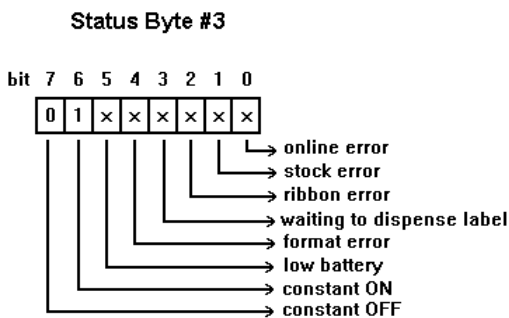 Status Byte #3
bit 7 6 5 4 3 2 1 0
0 1 x x x x x x
online error
stock error
ribbon error
waiting to dispense label
format error
low battery
constant ON
constant OFF